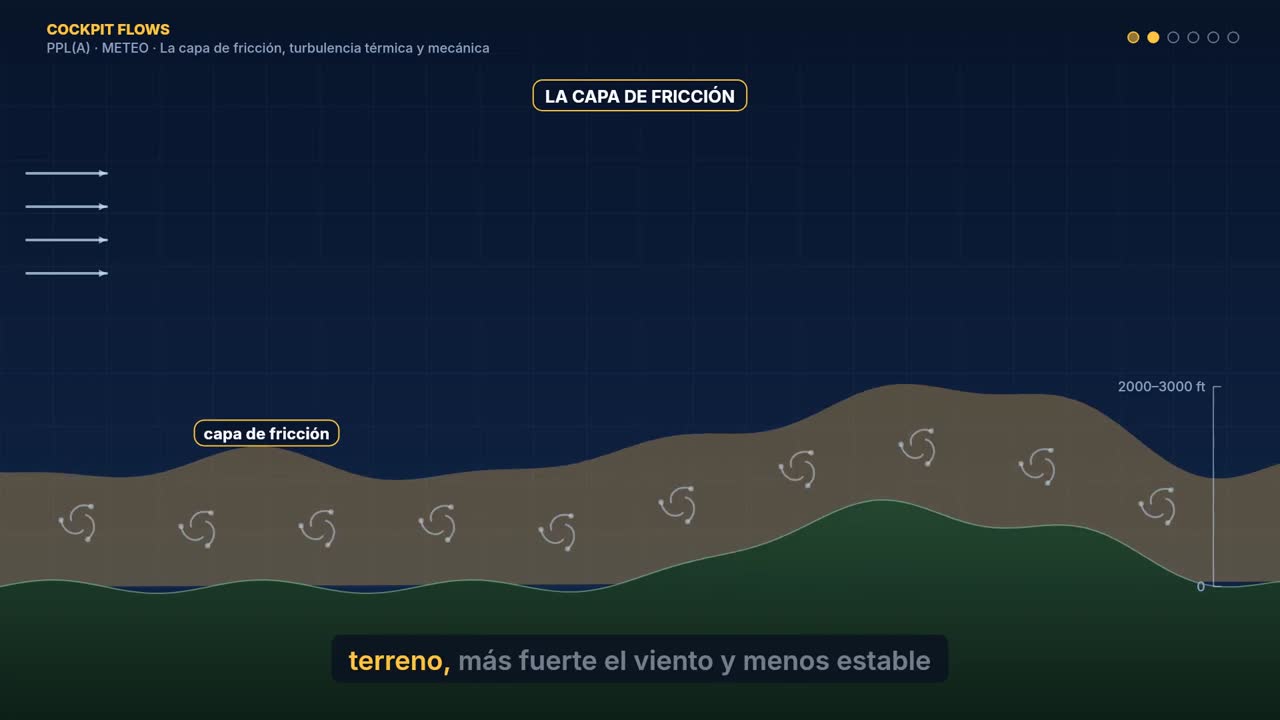 COCKPIT FLOWS
PPL(A) · METEO · La capa de fricción, turbulencia térmica y mecánica
LA CAPA DE FRICCIÓN
2000–3000 ft
capa de fricción
0
terreno, más fuerte el viento y menos estable